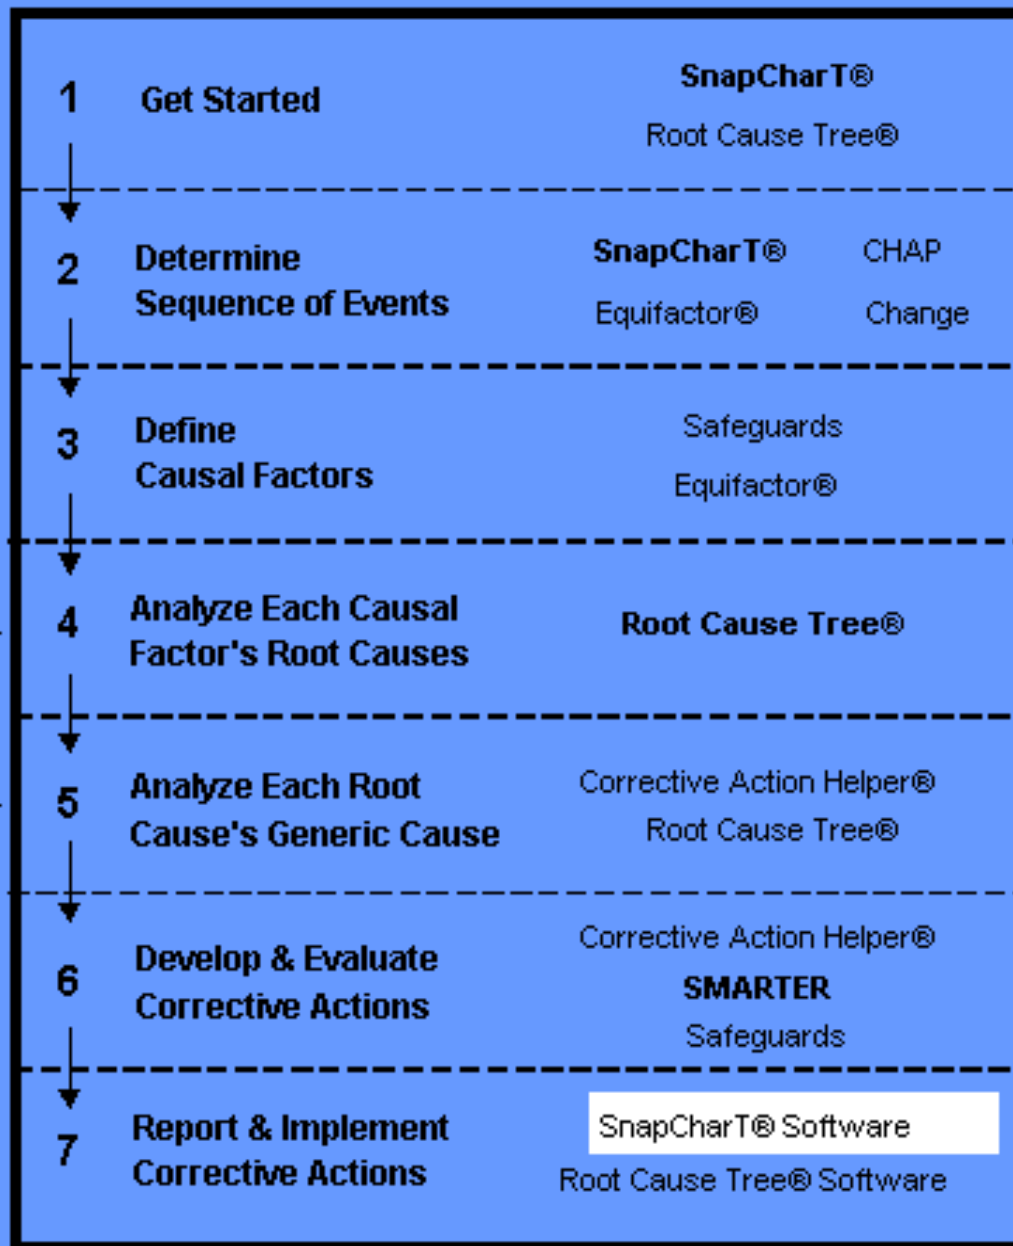 1 Get Started SnapCharT®
Root Cause Tree®
2 Determine
Sequence of Events
SnapCharT® CHAP
Equifactor® Change
3 Define
Causal Factors
Safeguards
Equifactor®
4 Analyze Each Causal
Factor's Root Causes
Root Cause Tree®
5 Analyze Each Root
Cause's Generic Cause
Corrective Action Helper®
Root Cause Tree®
6 Develop & Evaluate
Corrective Actions
Corrective Action Helper®
SMARTER
Safeguards
7 Report & Implement
Corrective Actions
SnapCharT® Software
Root Cause Tree® Software